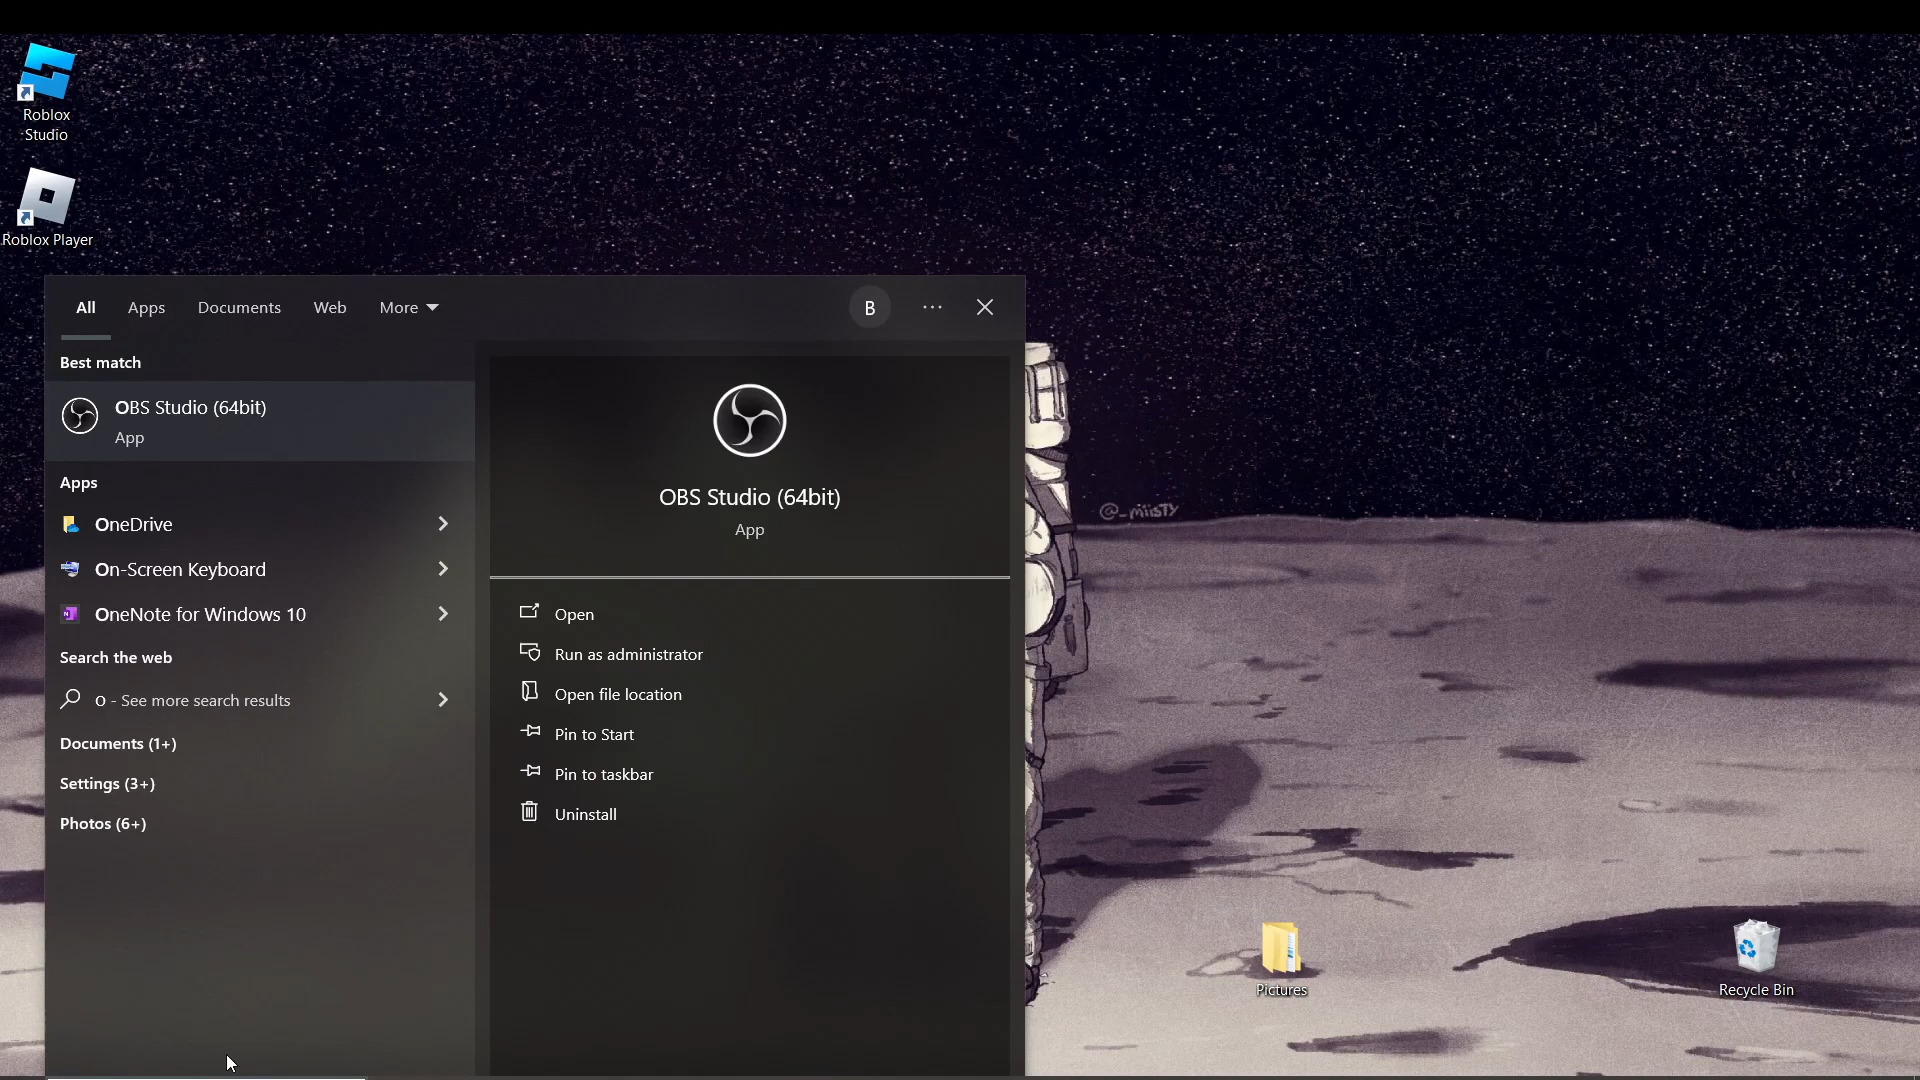 Roblox
Studio
Roblox Player
All
Apps
Documents
Web
More
B
Best match
OBS Studio (64bit)
App
Apps
OneDrive
On-Screen Keyboard
OneNote for Windows 10
Search the web
o - See more search results
Documents (1+)
Settings (3+)
Photos (6+)
OBS Studio (64bit)
App
Open
Run as administrator
Open file location
Pin to Start
Pin to taskbar
Uninstall
@_miisty
Pictures
Recycle Bin